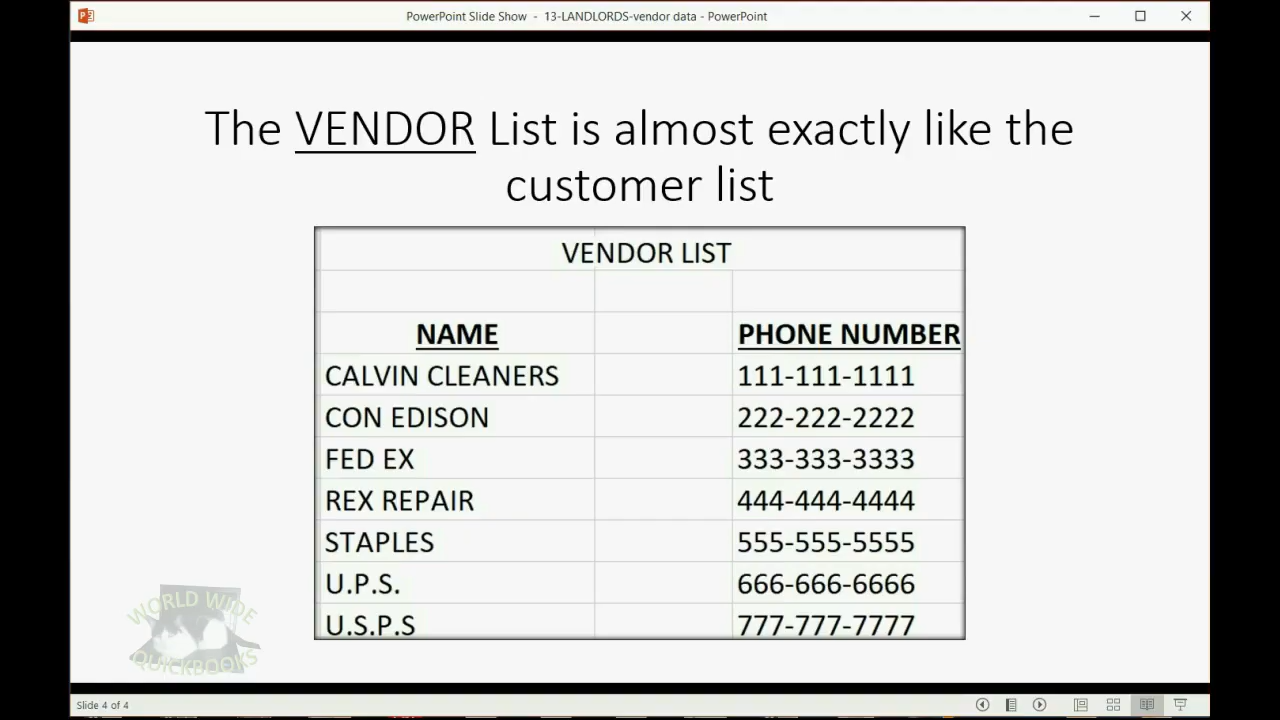 PowerPoint Slide Show - 13-LANDLORDS-vendor data - PowerPoint
The VENDOR List is almost exactly like the
customer list
VENDOR LIST
NAME PHONE NUMBER
CALVIN CLEANERS 111-111-1111
CON EDISON 222-222-2222
FED EX 333-333-3333
REX REPAIR 444-444-4444
STAPLES 555-555-5555
U.P.S. 666-666-6666
U.S.P.S 777-777-7777
WORLD WIDE
QUICKBOOKS
Slide 4 of 4